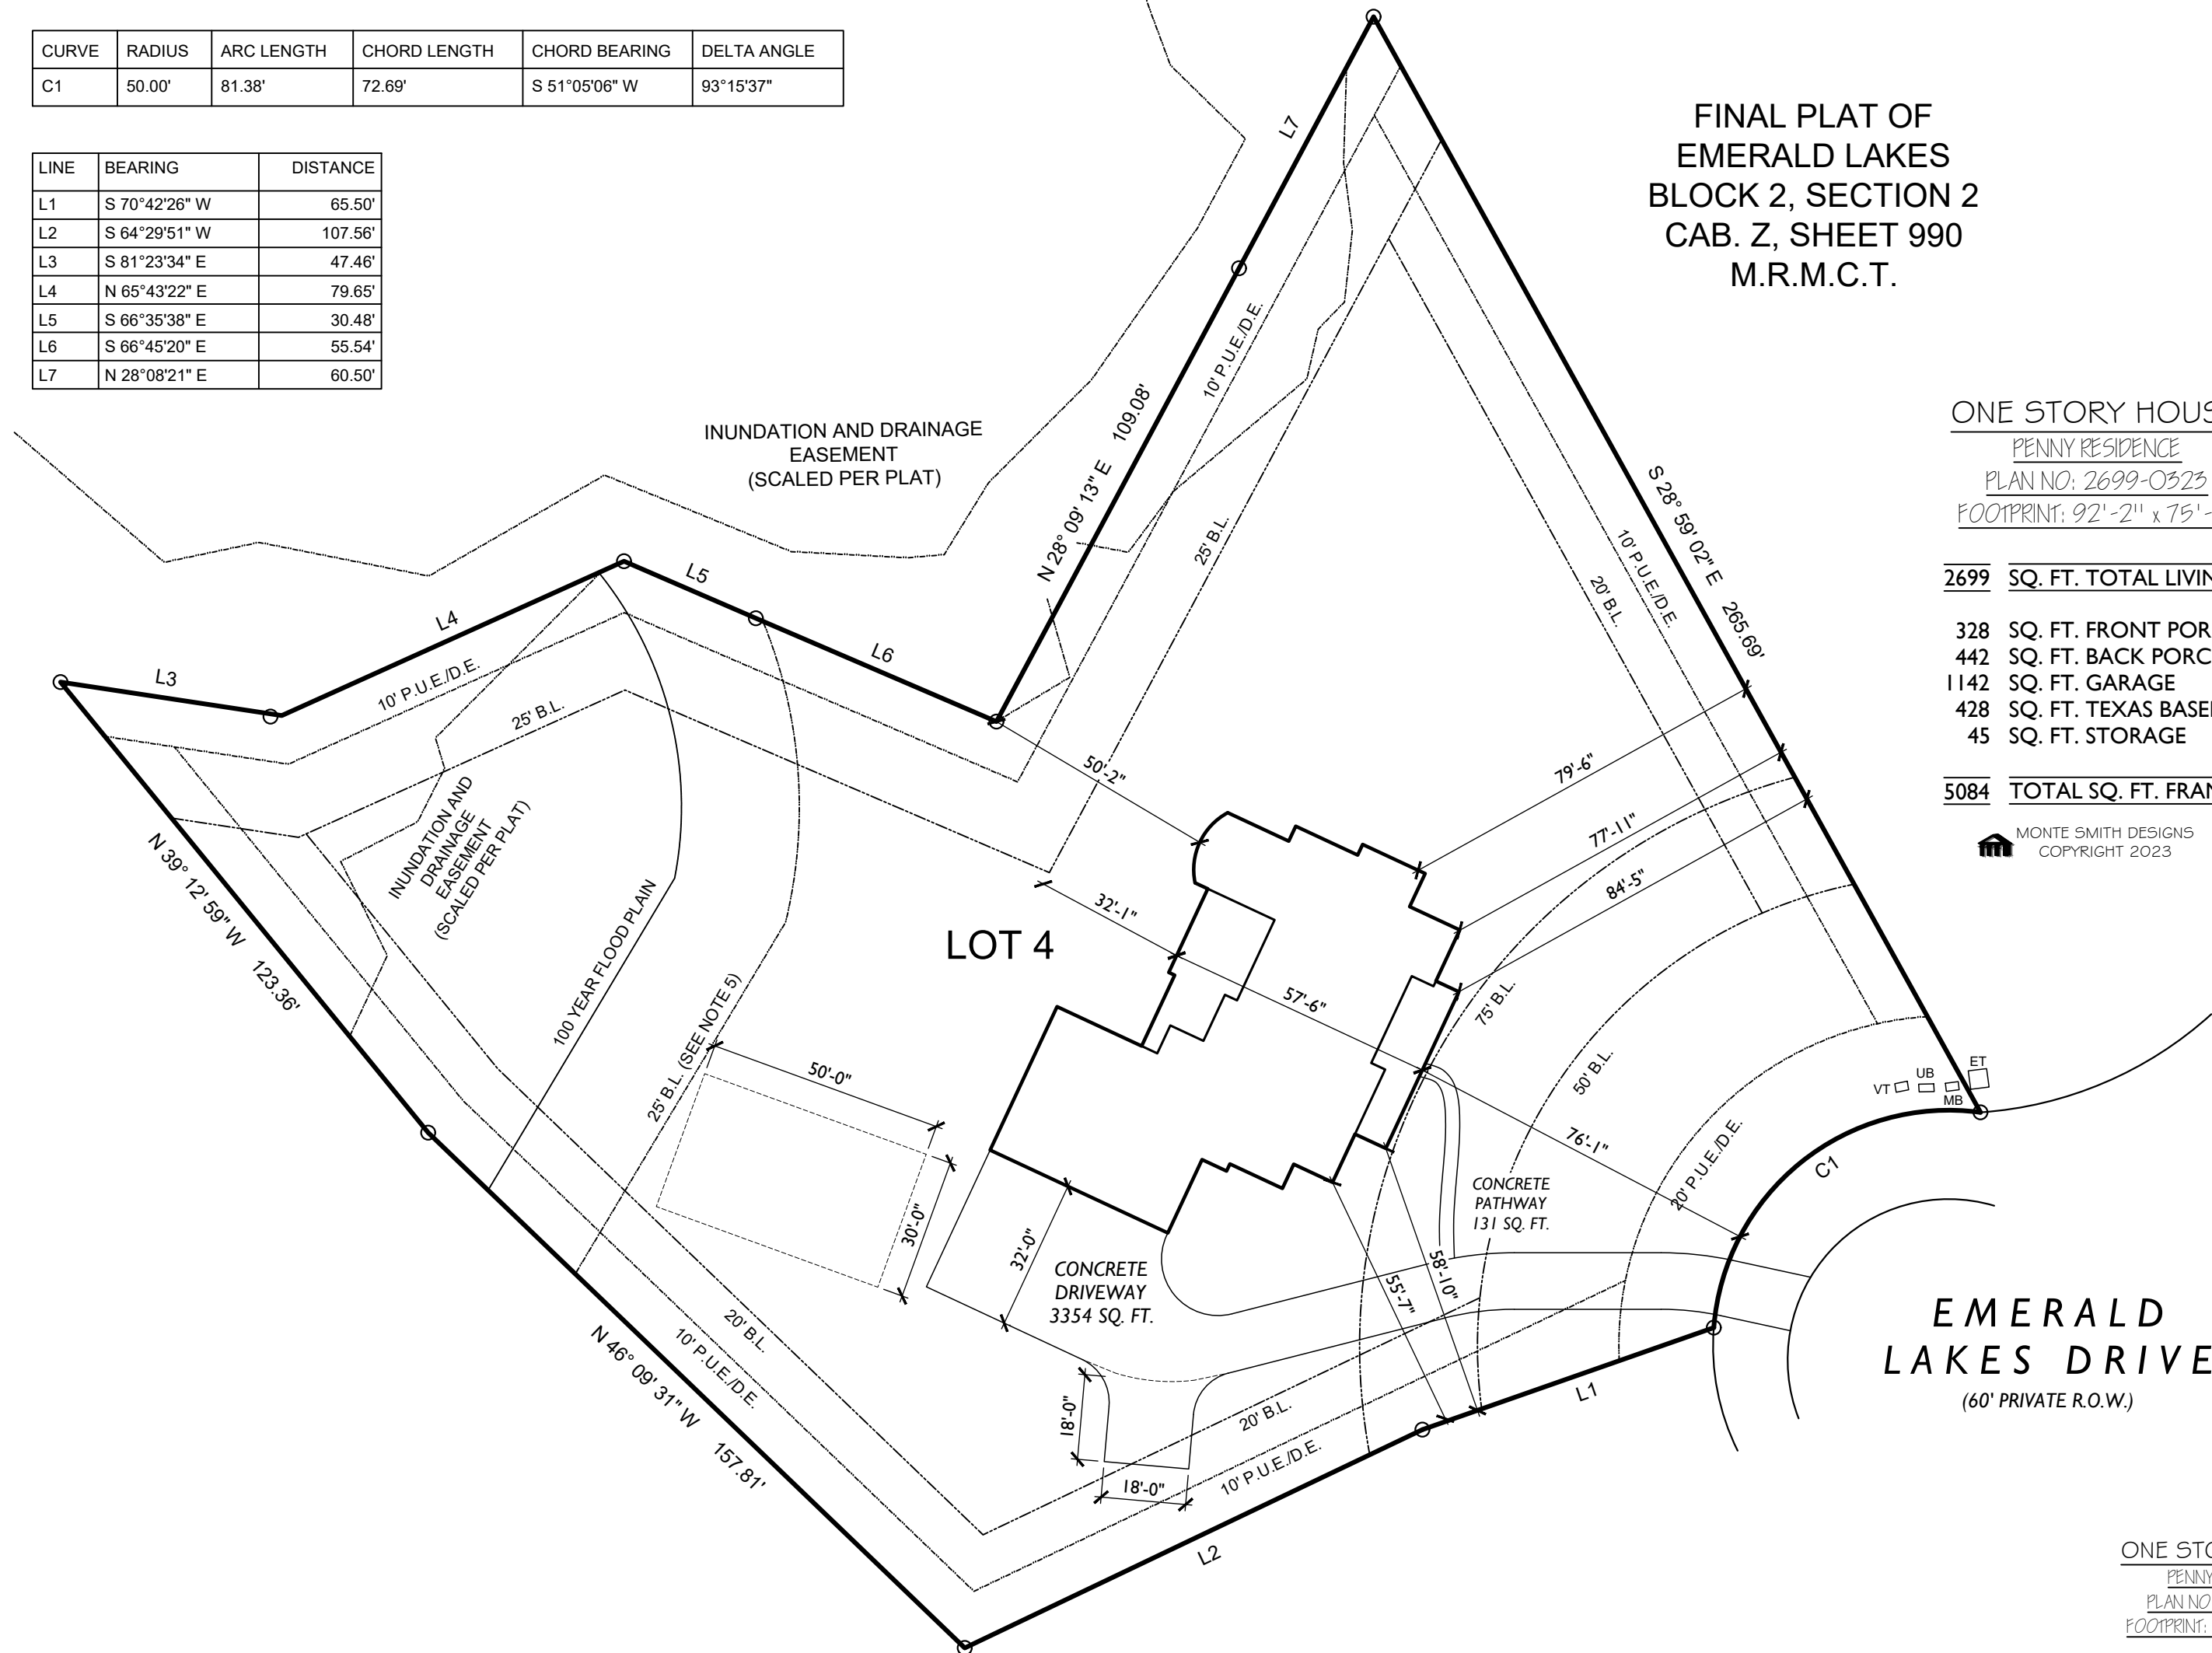 CURVE RADIUS ARC LENGTH CHORD LENGTH CHORD BEARING DELTA ANGLE
C1 50.00' 81.38' 72.69' S 51°05'06" W 93°15'37"
LINE BEARING DISTANCE
L1 S 70°42'26" W 65.50'
L2 S 64°29'51" W 107.56'
L3 S 81°23'34" E 47.46'
L4 N 65°43'22" E 79.65'
L5 S 66°35'38" E 30.48'
L6 S 66°45'20" E 55.54'
L7 N 28°08'21" E 60.50'
FINAL PLAT OF
EMERALD LAKES
BLOCK 2, SECTION 2
CAB. Z, SHEET 990
M.R.M.C.T.
ONE STORY HOUS
PENNY RESIDENCE
PLAN NO: 2699-0323
FOOTPRINT: 92'-2" x 75'-
2699 SQ. FT. TOTAL LIVIN
328 SQ. FT. FRONT POR
442 SQ. FT. BACK PORC
1142 SQ. FT. GARAGE
428 SQ. FT. TEXAS BASE
45 SQ. FT. STORAGE
5084 TOTAL SQ. FT. FRAM
MONTE SMITH DESIGNS
COPYRIGHT 2023
INUNDATION AND DRAINAGE
EASEMENT
(SCALED PER PLAT)
L7
10' P.U.E./D.E.
N 28° 09' 13" E 109.08'
25' B.L.
S 28° 59' 02" E 265.69'
10' P.U.E./D.E.
20' B.L.
L5
L4
L6
L3
10' P.U.E./D.E.
25' B.L.
50'-2"
79'-6"
77'-11"
84'-5"
INUNDATION AND
DRAINAGE
EASEMENT
(SCALED PER PLAT)
N 39° 12' 59" W 123.36'
100 YEAR FLOOD PLAIN
25' B.L. (SEE NOTE 5)
LOT 4
32'-1"
57'-6"
75' B.L.
50' B.L.
76'-1"
20' P.U.E./D.E.
VT
UB
MB
ET
C1
50'-0"
30'-0"
32'-0"
CONCRETE
DRIVEWAY
3354 SQ. FT.
CONCRETE
PATHWAY
131 SQ. FT.
58'-10"
55'-7"
EMERALD
LAKES DRIVE
(60' PRIVATE R.O.W.)
L1
20' B.L.
10' P.U.E./D.E.
N 46° 09' 31" W 157.81'
18'-0"
18'-0"
20' B.L.
10' P.U.E./D.E.
L2
ONE STO
PENNY
PLAN NO
FOOTPRINT: